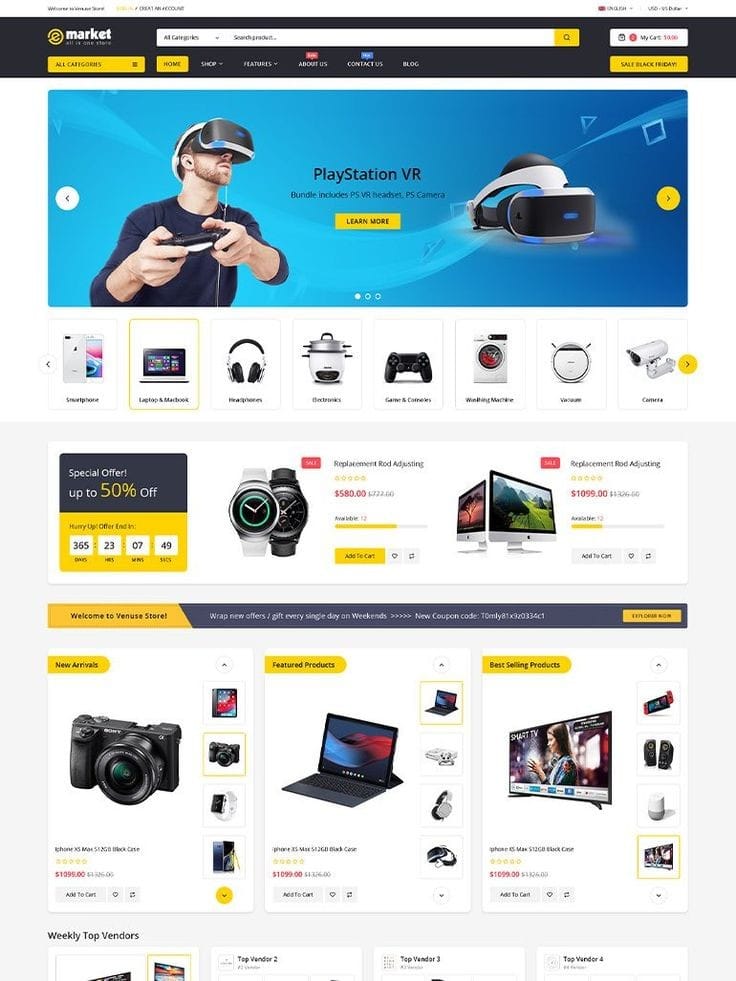 Welcome to Venuse Store!
SIGN IN / CREAT AN ACCOUNT
ENGLISH
USD - US Dollar
emarket
all in one store
All Categories
Search product...
My Cart: $0.00
ALL CATEGORIES
HOME
SHOP
FEATURES
ABOUT US
CONTACT US
BLOG
SALE BLACK FRIDAY!
PlayStation VR
Bundle includes PS VR headset, PS Camera
LEARN MORE
Smartphone
Laptop & Macbook
Headphones
Electronics
Game & Consoles
Washing Machine
Vacuum
Camera
Special Offer!
up to 50% Off
Hurry Up! Offer End In:
365 : 23 : 07 : 49
DAYS HRS MINS SECS
SALE
Replacement Rod Adjusting
$580.00 $777.00
Available: 12
Add To Cart
SALE
Replacement Rod Adjusting
$1099.00 $1326.00
Available: 12
Add To Cart
Welcome to Venuse Store!
Wrap new offers / gift every single day on Weekends >>>>> New Coupon code: T0mly81x9z0334c1
EXPLORER NOW
New Arrivals
SONY
Iphone XS Max 512GB Black Case
$1099.00 $1326.00
Add To Cart
Featured Products
Iphone XS Max 512GB Black Case
$1099.00 $1326.00
Add To Cart
Best Selling Products
SMART TV
Iphone XS Max 512GB Black Case
$1099.00 $1326.00
Add To Cart
Weekly Top Vendors
Top Vendor 2
Top Vendor 3
Top Vendor 4